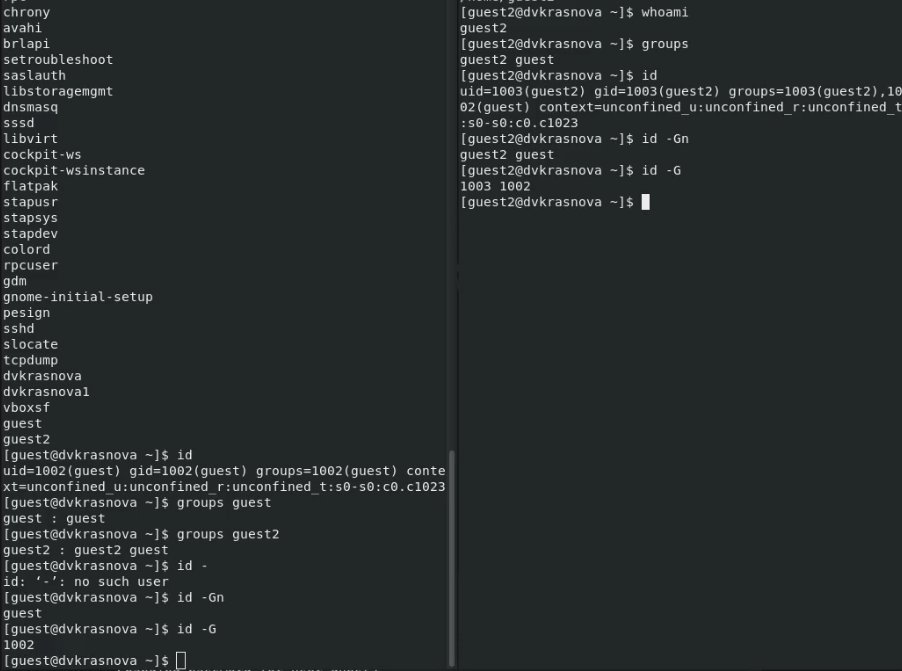 chrony
avahi
brlapi
setroubleshoot
saslauth
libstoragemgmt
dnsmasq
sssd
libvirt
cockpit-ws
cockpit-wsinstance
flatpak
stapusr
stapsys
stapdev
colord
rpcuser
gdm
gnome-initial-setup
pesign
sshd
slocate
tcpdump
dvkrasnova
dvkrasnova1
vboxsf
guest
guest2
[guest@dvkrasnova ~]$ id
uid=1002(guest) gid=1002(guest) groups=1002(guest) conte
xt=unconfined_u:unconfined_r:unconfined_t:s0-s0:c0.c1023
[guest@dvkrasnova ~]$ groups guest
guest : guest
[guest@dvkrasnova ~]$ groups guest2
guest2 : guest2 guest
[guest@dvkrasnova ~]$ id -
id: ‘-’: no such user
[guest@dvkrasnova ~]$ id -Gn
guest
[guest@dvkrasnova ~]$ id -G
1002
[guest@dvkrasnova ~]$
[guest2@dvkrasnova ~]$ whoami
guest2
[guest2@dvkrasnova ~]$ groups
guest2 guest
[guest2@dvkrasnova ~]$ id
uid=1003(guest2) gid=1003(guest2) groups=1003(guest2),10
02(guest) context=unconfined_u:unconfined_r:unconfined_t
:s0-s0:c0.c1023
[guest2@dvkrasnova ~]$ id -Gn
guest2 guest
[guest2@dvkrasnova ~]$ id -G
1003 1002
[guest2@dvkrasnova ~]$